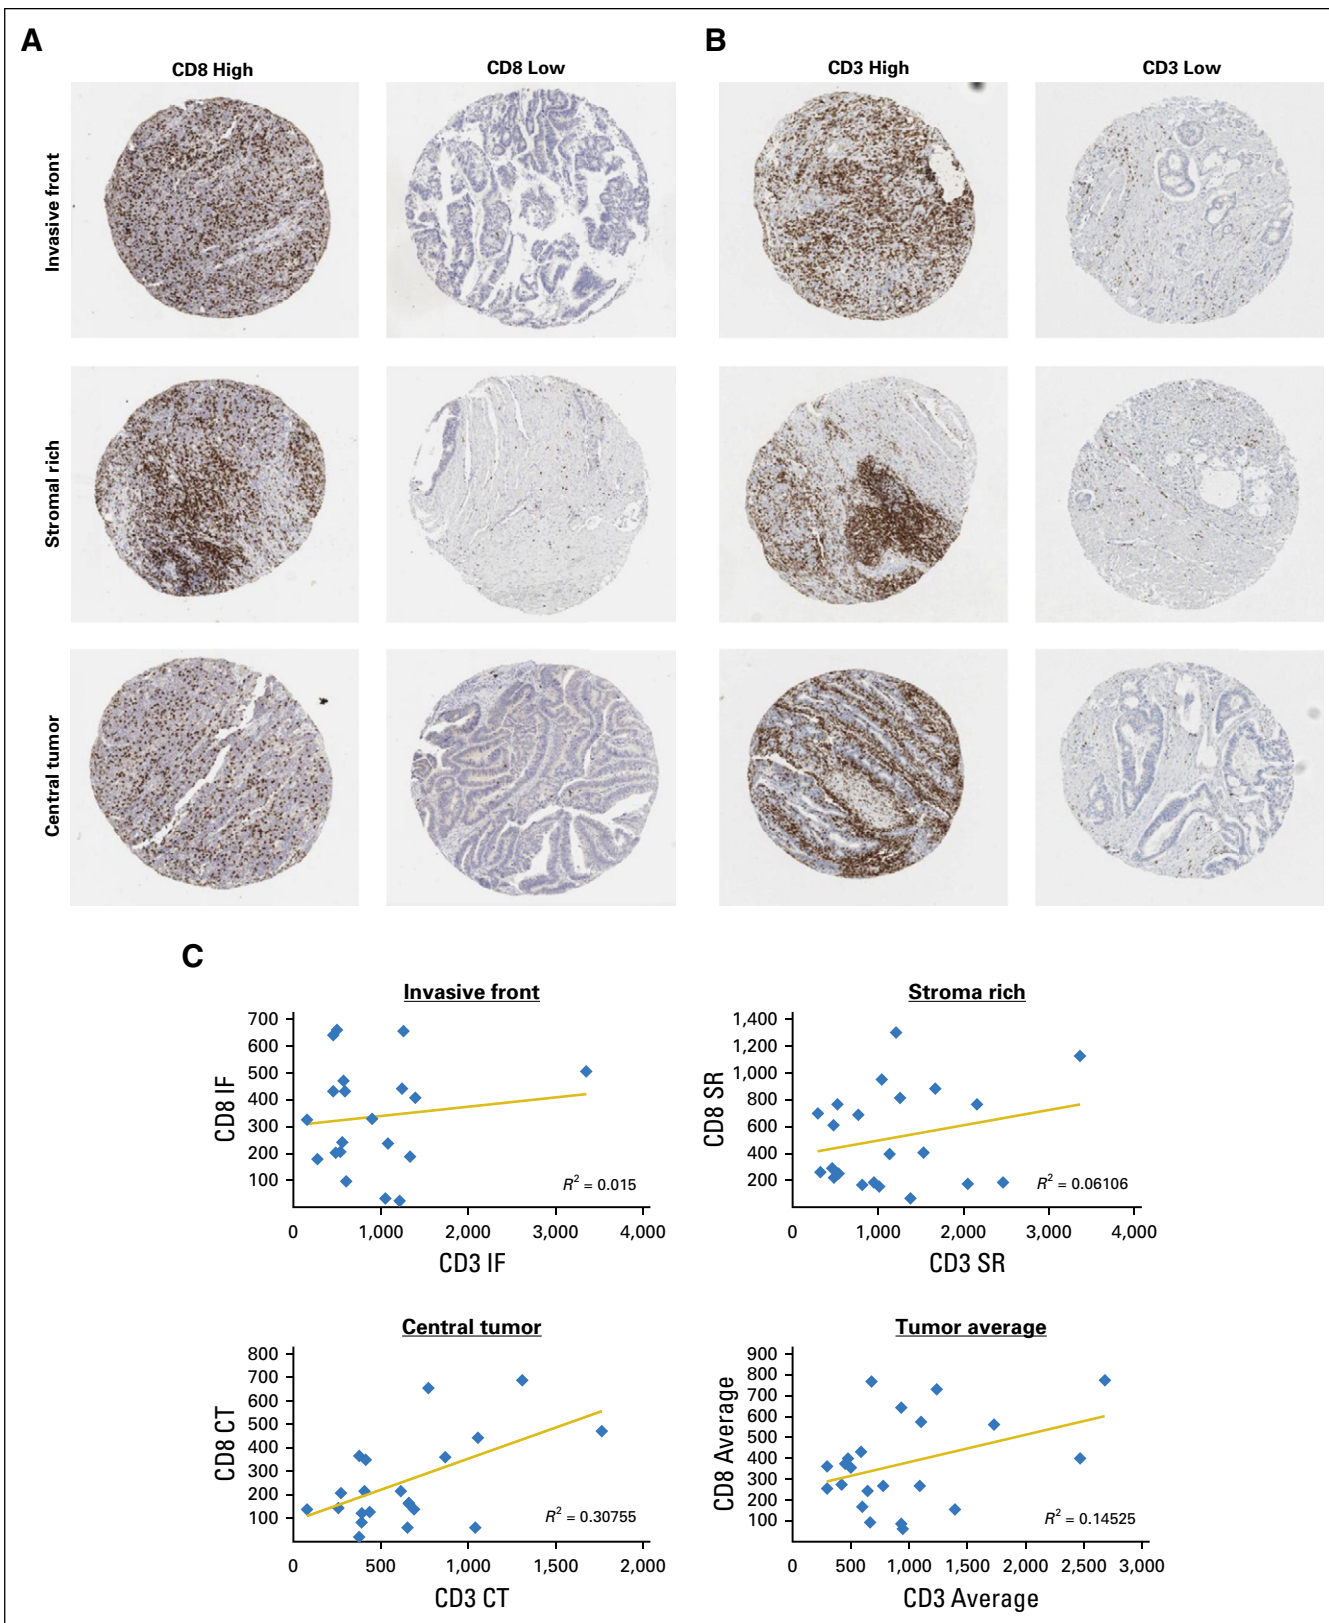 A
B
CD8 High
CD8 Low
CD3 High
CD3 Low
Invasive front
Stromal rich
Central tumor
C
Invasive front
700
600
500
400
300
200
100
CD8 IF
R² = 0.015
0 1,000 2,000 3,000 4,000
CD3 IF
Stroma rich
1,400
1,200
1,000
800
600
400
200
CD8 SR
R² = 0.06106
0 1,000 2,000 3,000 4,000
CD3 SR
Central tumor
800
700
600
500
400
300
200
100
CD8 CT
R² = 0.30755
0 500 1,000 1,500 2,000
CD3 CT
Tumor average
900
800
700
600
500
400
300
200
100
CD8 Average
R² = 0.14525
0 500 1,000 1,500 2,000 2,500 3,000
CD3 Average